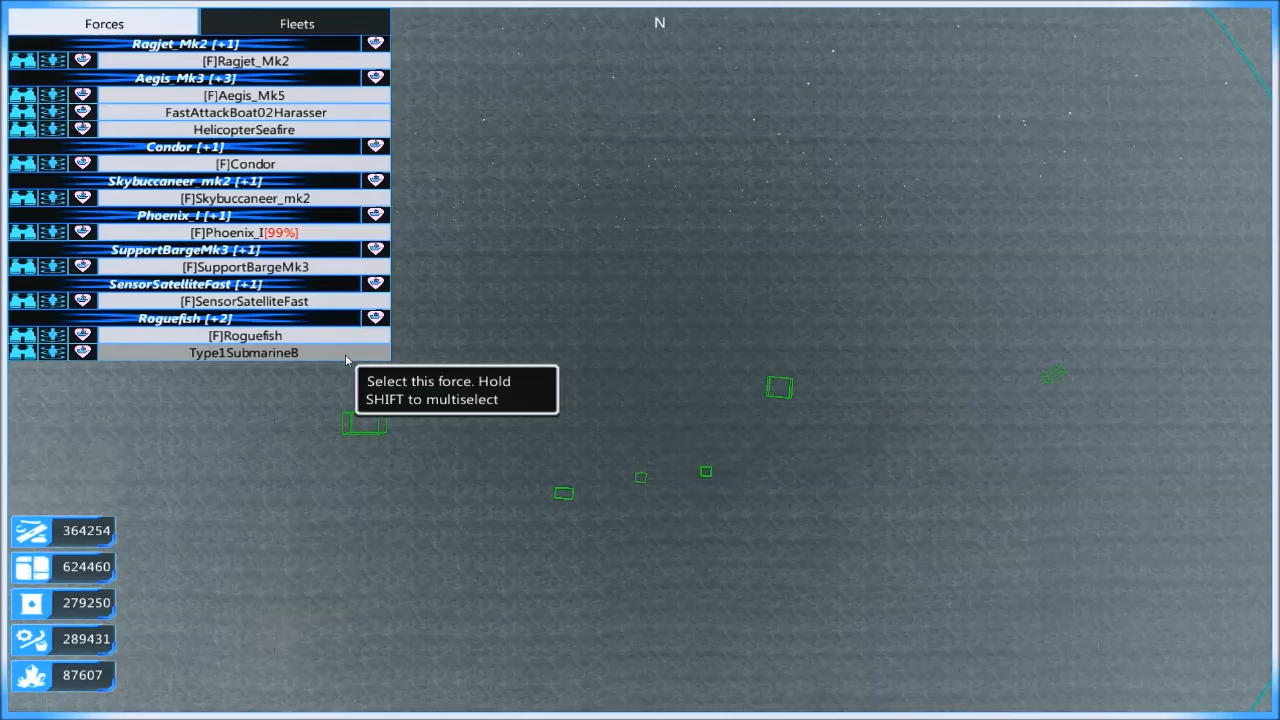 Forces
Fleets
N
Ragjet_Mk2 [+1]
[F]Ragjet_Mk2
Aegis_Mk3 [+3]
[F]Aegis_Mk5
FastAttackBoat02Harasser
HelicopterSeafire
Condor [+1]
[F]Condor
Skybuccaneer_mk2 [+1]
[F]Skybuccaneer_mk2
Phoenix_I [+1]
[F]Phoenix_I[99%]
SupportBargeMk3 [+1]
[F]SupportBargeMk3
SensorSatelliteFast [+1]
[F]SensorSatelliteFast
Roguefish [+2]
[F]Roguefish
Type1SubmarineB
Select this force. Hold
SHIFT to multiselect
364254
624460
279250
289431
87607